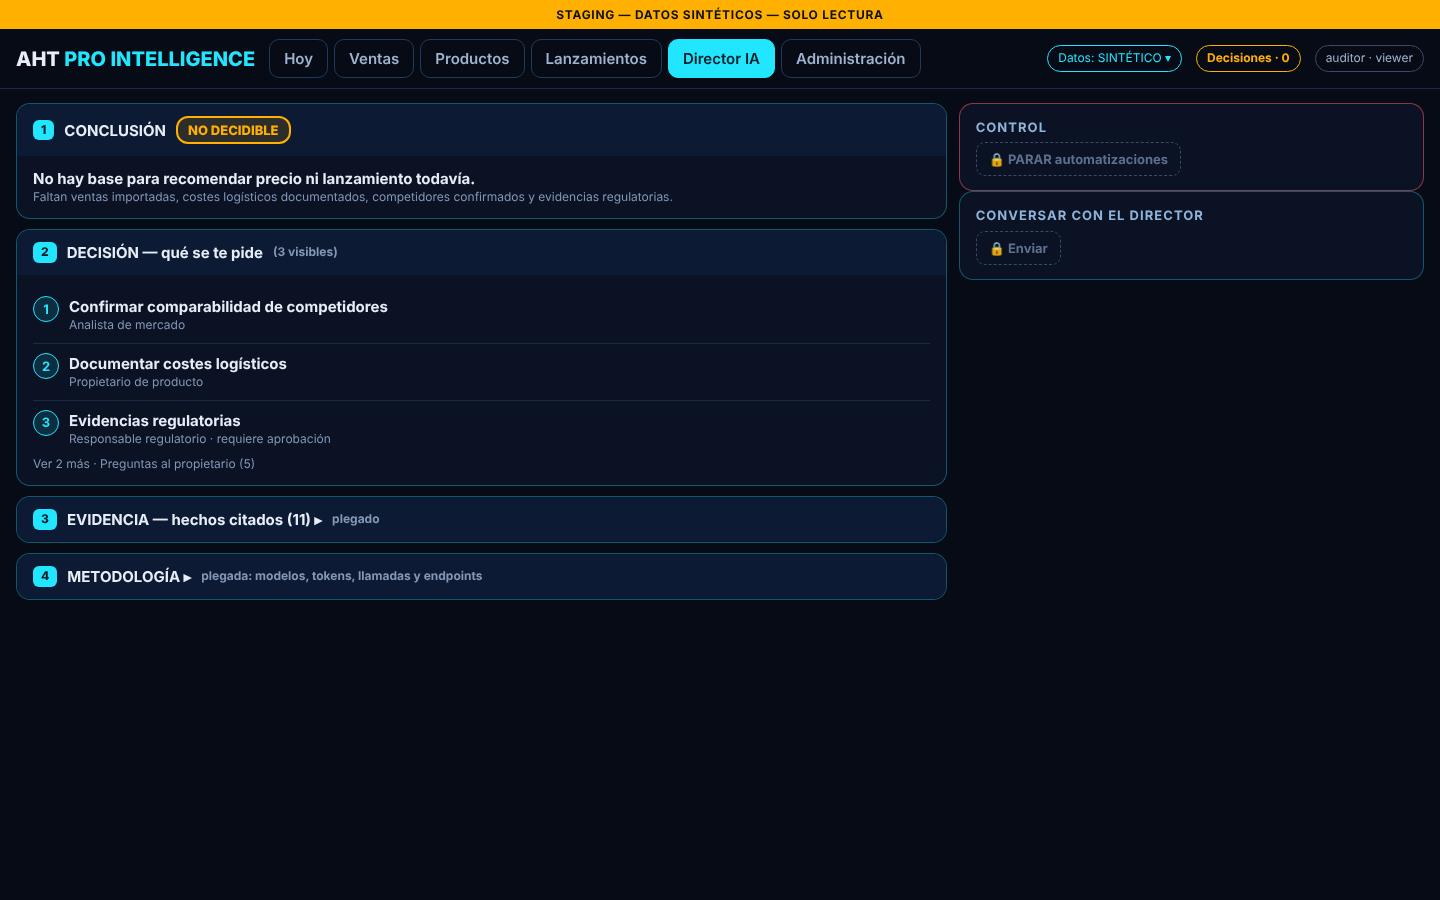 STAGING — DATOS SINTÉTICOS — SOLO LECTURA
AHT PRO INTELLIGENCE
Hoy
Ventas
Productos
Lanzamientos
Director IA
Administración
Datos: SINTÉTICO ▾
Decisiones · 0
auditor · viewer
1 CONCLUSIÓN NO DECIDIBLE
No hay base para recomendar precio ni lanzamiento todavía.
Faltan ventas importadas, costes logísticos documentados, competidores confirmados y evidencias regulatorias.
2 DECISIÓN — qué se te pide (3 visibles)
1 Confirmar comparabilidad de competidores
Analista de mercado
2 Documentar costes logísticos
Propietario de producto
3 Evidencias regulatorias
Responsable regulatorio · requiere aprobación
Ver 2 más · Preguntas al propietario (5)
3 EVIDENCIA — hechos citados (11) ▸ plegado
4 METODOLOGÍA ▸ plegada: modelos, tokens, llamadas y endpoints
CONTROL
🔒 PARAR automatizaciones
CONVERSAR CON EL DIRECTOR
🔒 Enviar